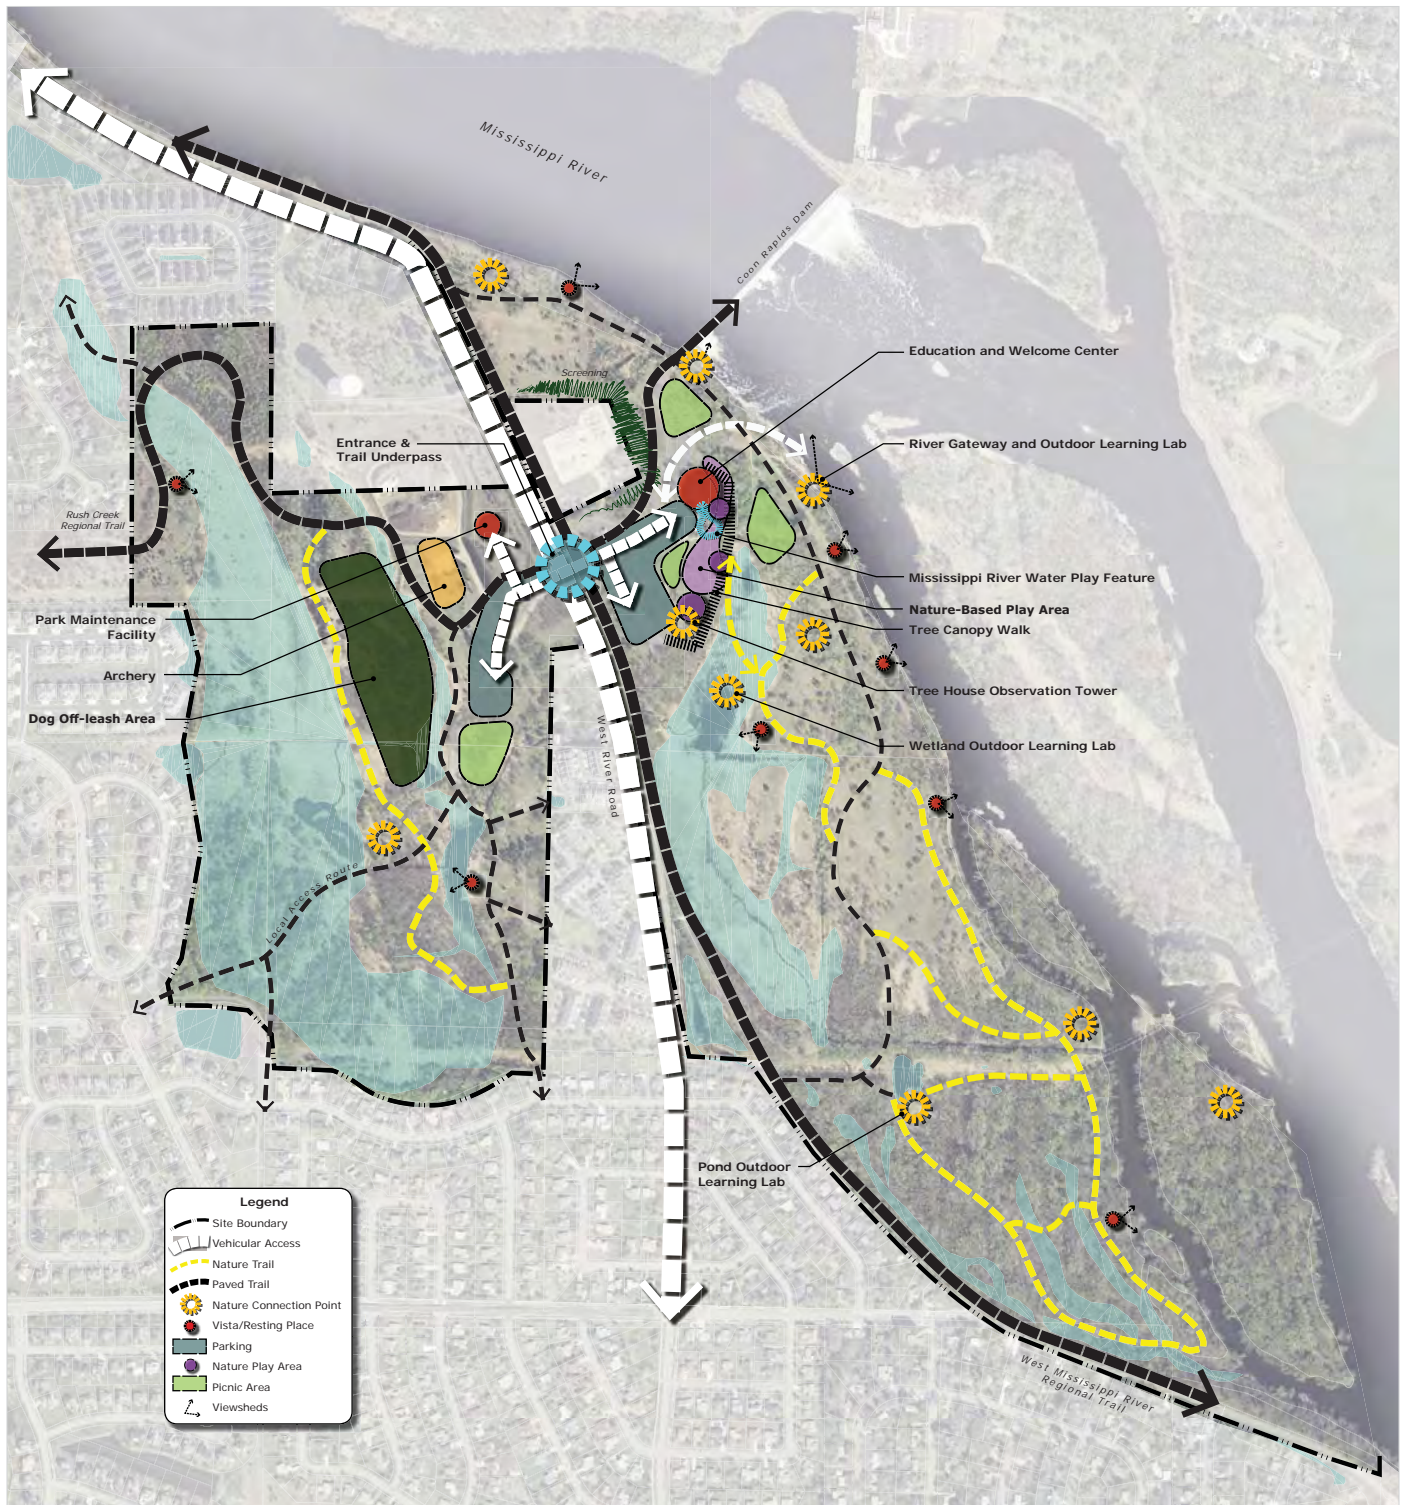 Mississippi River
Coon Rapids Dam
Education and Welcome Center
Screening
River Gateway and Outdoor Learning Lab
Entrance &
Trail Underpass
Rush Creek
Regional Trail
Mississippi River Water Play Feature
Nature-Based Play Area
Park Maintenance
Facility
Tree Canopy Walk
Archery
Tree House Observation Tower
Dog Off-leash Area
West River Road
Wetland Outdoor Learning Lab
Local Access Route
Pond Outdoor
Learning Lab
Legend
Site Boundary
Vehicular Access
Nature Trail
Paved Trail
Nature Connection Point
Vista/Resting Place
Parking
Nature Play Area
Picnic Area
Viewsheds
West Mississippi River
Regional Trail